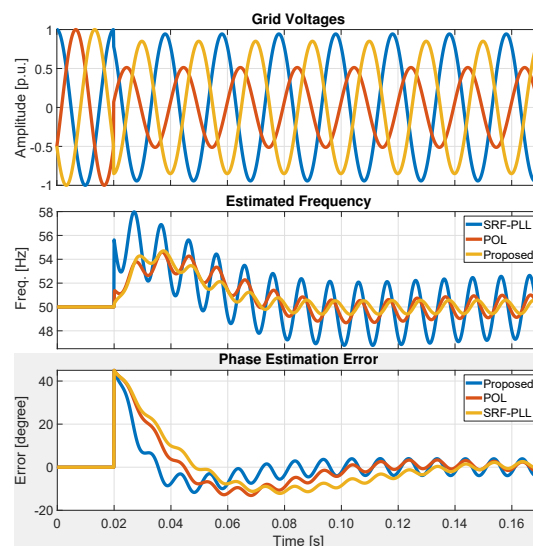 Grid Voltages
1
0.5
0
-0.5
-1
Amplitude [p.u.]
Estimated Frequency
58
56
54
52
50
48
Freq. [Hz]
SRF-PLL
POL
Proposed
Phase Estimation Error
40
20
0
-20
Error [degree]
Proposed
POL
SRF-PLL
0 0.02 0.04 0.06 0.08 0.10 0.12 0.14 0.16
Time [s]